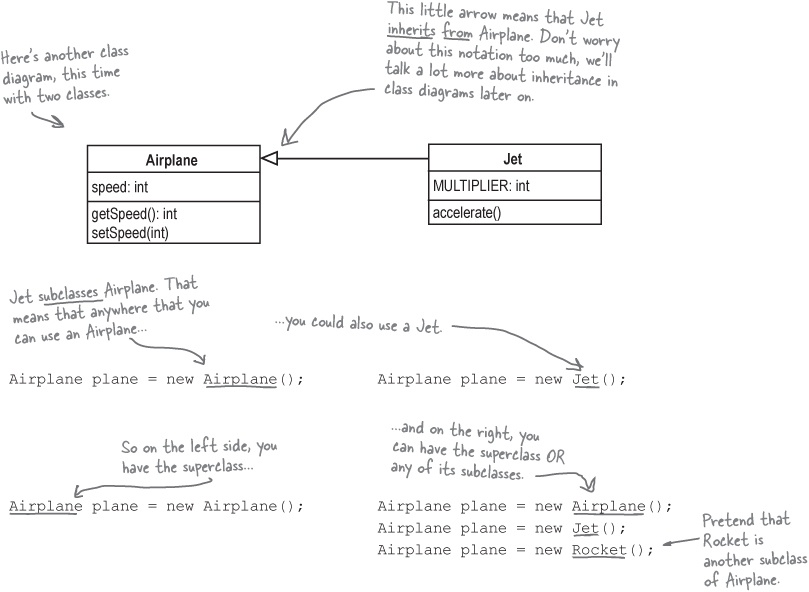 This little arrow means that Jet
inherits from Airplane. Don't worry
about this notation too much, we'll
talk a lot more about inheritance in
class diagrams later on.
Here's another class
diagram, this time
with two classes.
Airplane
speed: int
getSpeed(): int
setSpeed(int)
Jet
MULTIPLIER: int
accelerate()
Jet subclasses Airplane. That
means that anywhere that you
can use an Airplane...
...you could also use a Jet.
Airplane plane = new Airplane();
Airplane plane = new Jet();
So on the left side, you
have the superclass...
...and on the right, you
can have the superclass OR
any of its subclasses.
Airplane plane = new Airplane();
Airplane plane = new Airplane();
Airplane plane = new Jet();
Airplane plane = new Rocket();
Pretend that
Rocket is
another subclass
of Airplane.